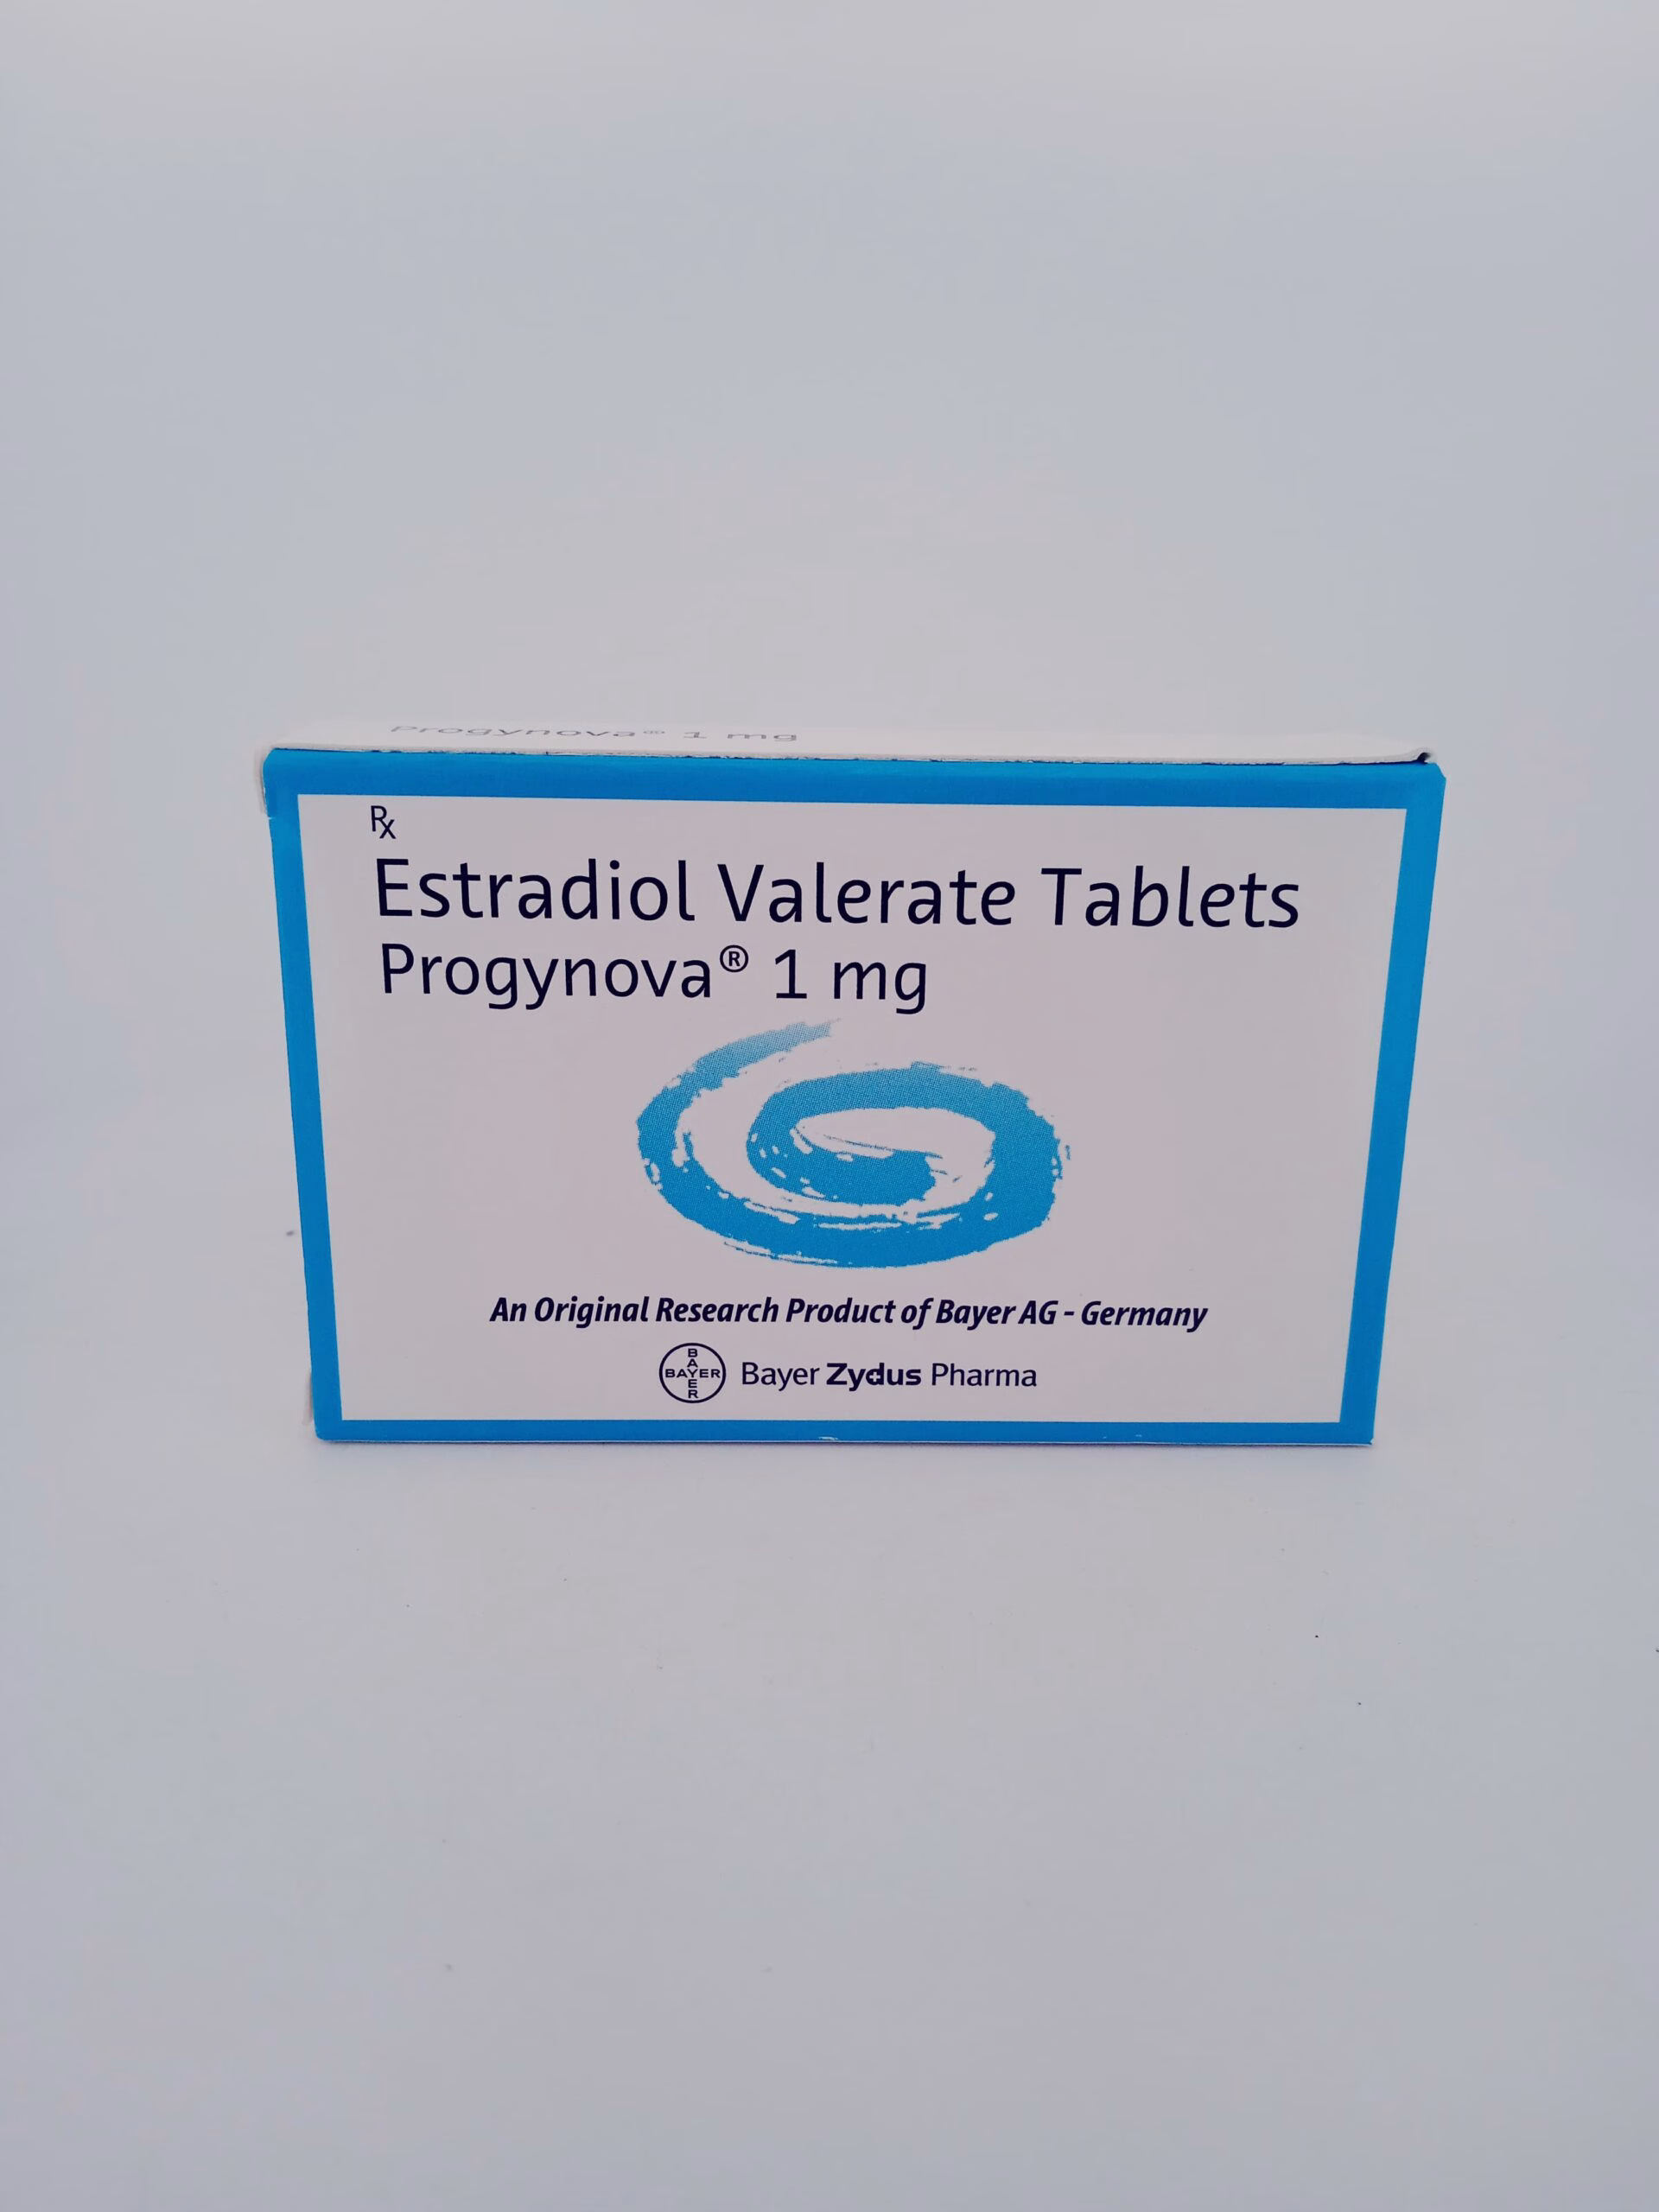 Progynova® 1 mg
Rx
Estradiol Valerate Tablets
Progynova® 1 mg
An Original Research Product of Bayer AG - Germany
BAYER
BAYER
Bayer Zydus Pharma